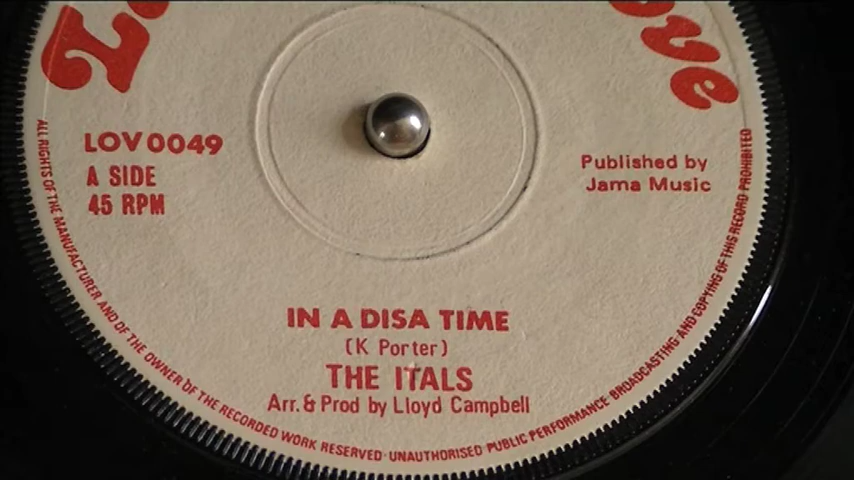 LOV 0049
A SIDE
45 RPM
Published by
Jama Music
IN A DISA TIME
(K Porter)
THE ITALS
Arr. & Prod by Lloyd Campbell
ALL RIGHTS OF THE MANUFACTURER AND OF THE OWNER OF THE RECORDED WORK RESERVED · UNAUTHORISED PUBLIC PERFORMANCE BROADCASTING AND COPYING OF THIS RECORD PROHIBITED